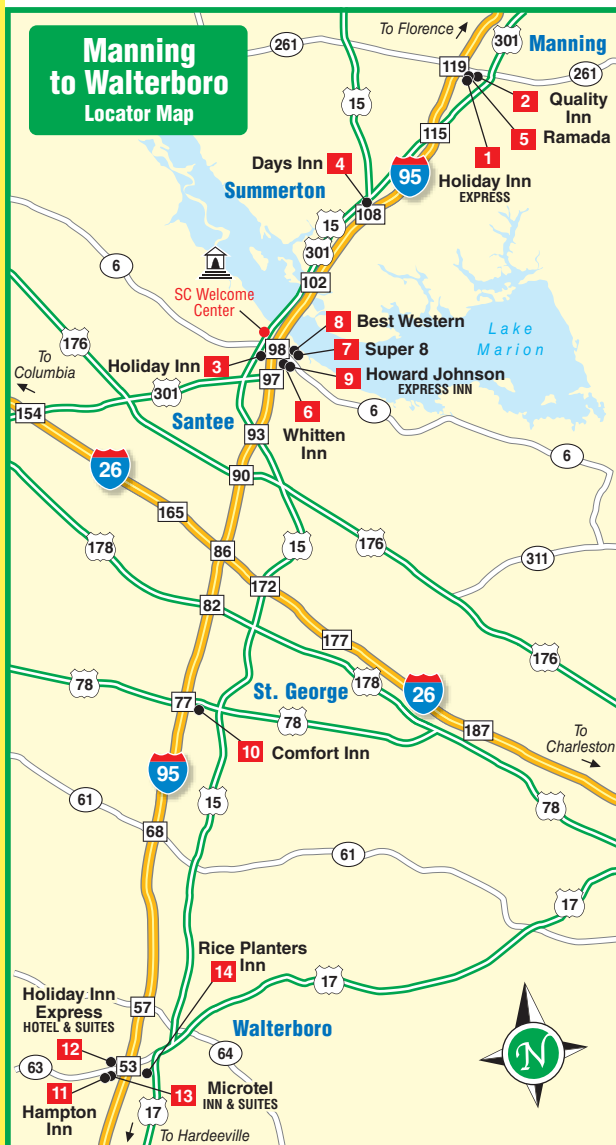 Manning
to Walterboro
Locator Map
To Florence
301
Manning
261
119
261
2
Quality
Inn
15
5
Ramada
115
1
Holiday Inn
EXPRESS
Days Inn
4
95
Summerton
108
15
301
6
102
SC Welcome
Center
8
Best Western
Lake
Marion
176
98
7
Super 8
To
Columbia
Holiday Inn
3
97
9
Howard Johnson
EXPRESS INN
301
6
154
Santee
6
Whitten
Inn
93
6
26
90
165
178
15
176
86
311
172
82
177
176
78
St. George
178
26
77
78
187
10
Comfort Inn
To
Charleston
95
61
15
78
68
61
17
Rice Planters
Inn
14
17
Holiday Inn
Express
HOTEL & SUITES
57
Walterboro
12
64
N
63
53
11
13
Microtel
INN & SUITES
Hampton
Inn
17
To Hardeeville